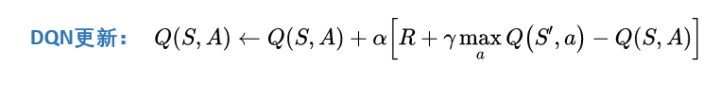 DQN更新： Q(S, A) ← Q(S, A) + α[R + γ max_a Q(S′, a) − Q(S, A)]